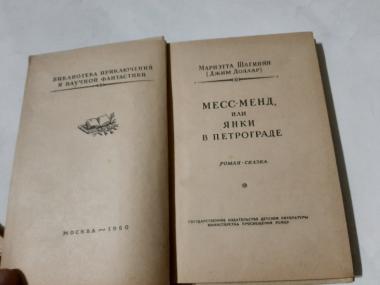 БИБЛИОТЕКА ПРИКЛЮЧЕНИЙ
И НАУЧНОЙ ФАНТАСТИКИ
МОСКВА — 1960
МАРИЭТТА ШАГИНЯН
(ДЖИМ ДОЛЛАР)
МЕСС-МЕНД,
ИЛИ
ЯНКИ
В ПЕТРОГРАДЕ
РОМАН-СКАЗКА
ГОСУДАРСТВЕННОЕ ИЗДАТЕЛЬСТВО ДЕТСКОЙ ЛИТЕРАТУРЫ
МИНИСТЕРСТВА ПРОСВЕЩЕНИЯ РСФСР